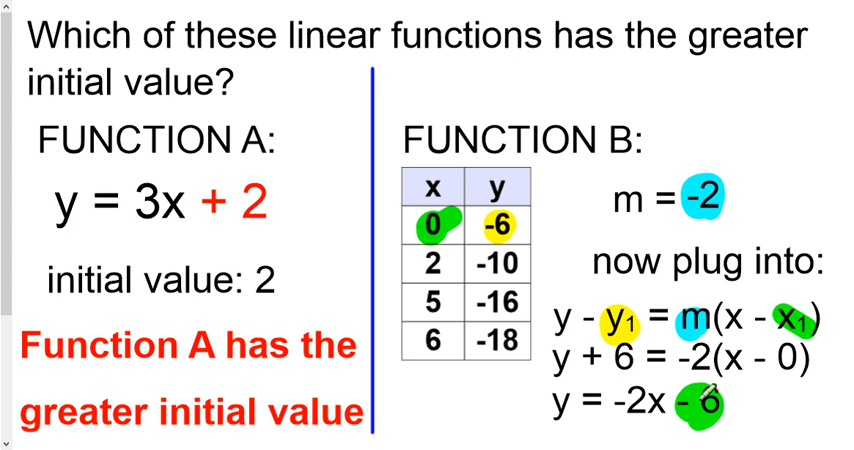 Which of these linear functions has the greater
initial value?
FUNCTION A:
y = 3x + 2
initial value: 2
Function A has the
greater initial value
FUNCTION B:
x y
0 -6
2 -10
5 -16
6 -18
m = -2
now plug into:
y - y₁ = m(x - x₁)
y + 6 = -2(x - 0)
y = -2x - 6